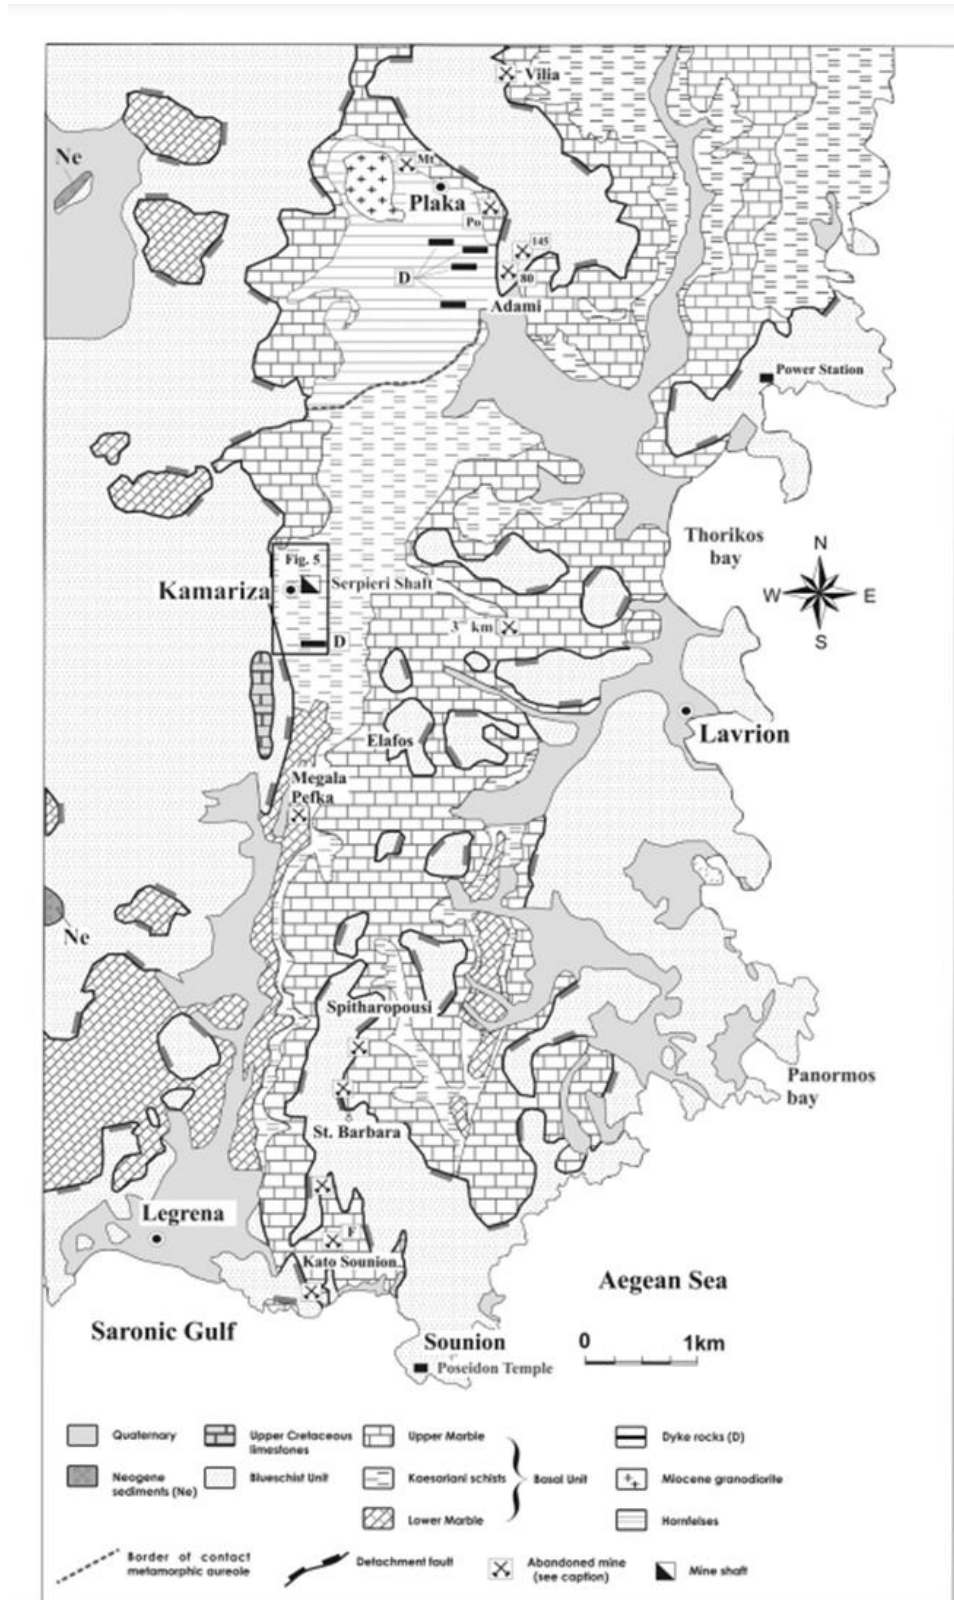 Vilia
Ne
Mt
Plaka
Po
145
D
80
Adami
Power Station
Thorikos
bay
N
W
E
S
Fig. 5
Kamariza
Serpieri Shaft
3rd km
D
Lavrion
Elafos
Megala
Pefka
Ne
Spitharopousi
Panormos
bay
St. Barbara
Legrena
F
Kato Sounion
Aegean Sea
Saronic Gulf
Sounion
0
1km
Poseidon Temple
Quaternary
Upper Cretaceous
limestones
Upper Marble
Dyke rocks (D)
Neogene
sediments (Ne)
Blueschist Unit
Kaesariani schists
Basal Unit
Miocene granodiorite
Lower Marble
Hornfelses
Border of contact
metamorphic aureole
Detachment fault
Abandoned mine
(see caption)
Mine shaft